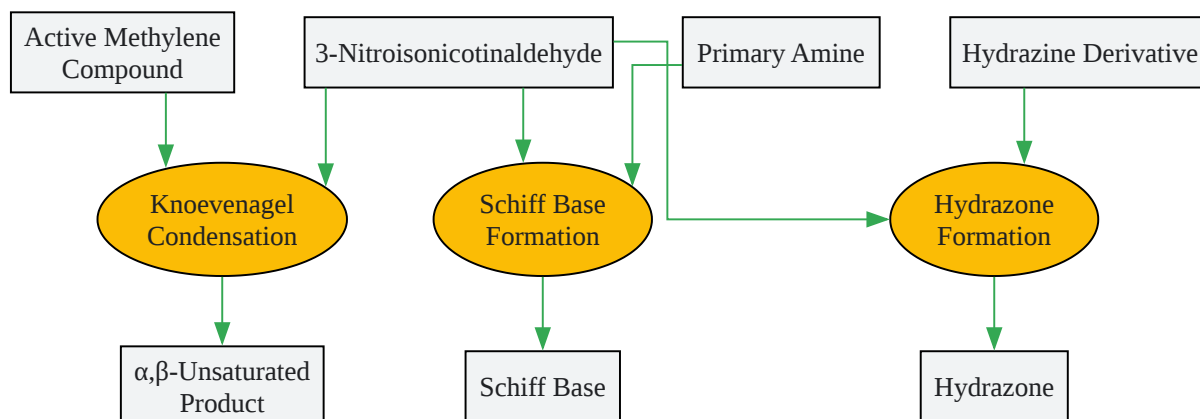 Active Methylene
Compound
3-Nitroisonicotinaldehyde
Primary Amine
Hydrazine Derivative
Knoevenagel
Condensation
Schiff Base
Formation
Hydrazone
Formation
α,β-Unsaturated
Product
Schiff Base
Hydrazone